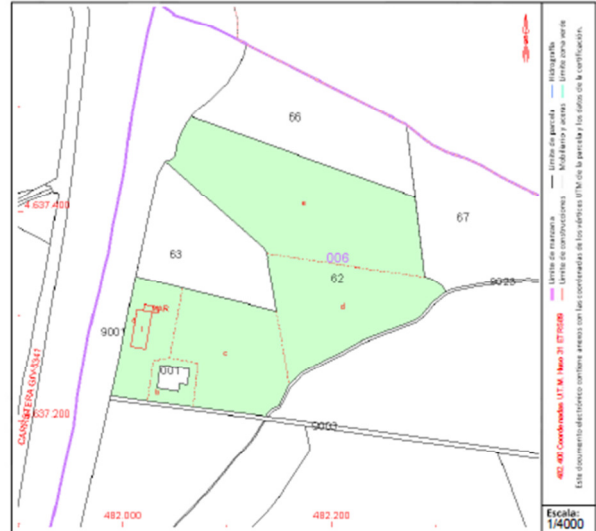 66
67
63
006
62
4.637.400
e
d
c
9001
9023
001
9003
4.637.200
CARRETERA GIV-5341
482.000
482.200
Límite de manzana
Límite de parcela
Hidrografía
Límite de construcciones
Mobiliario y aceras
Límite zona verde
482.400 Coordenadas U.T.M. Huso 31 ETRS89
Este documento electrónico contiene anexos con las coordenadas de los vértices UTM de la parcela y los datos de la certificación.
Escala:
1/4000